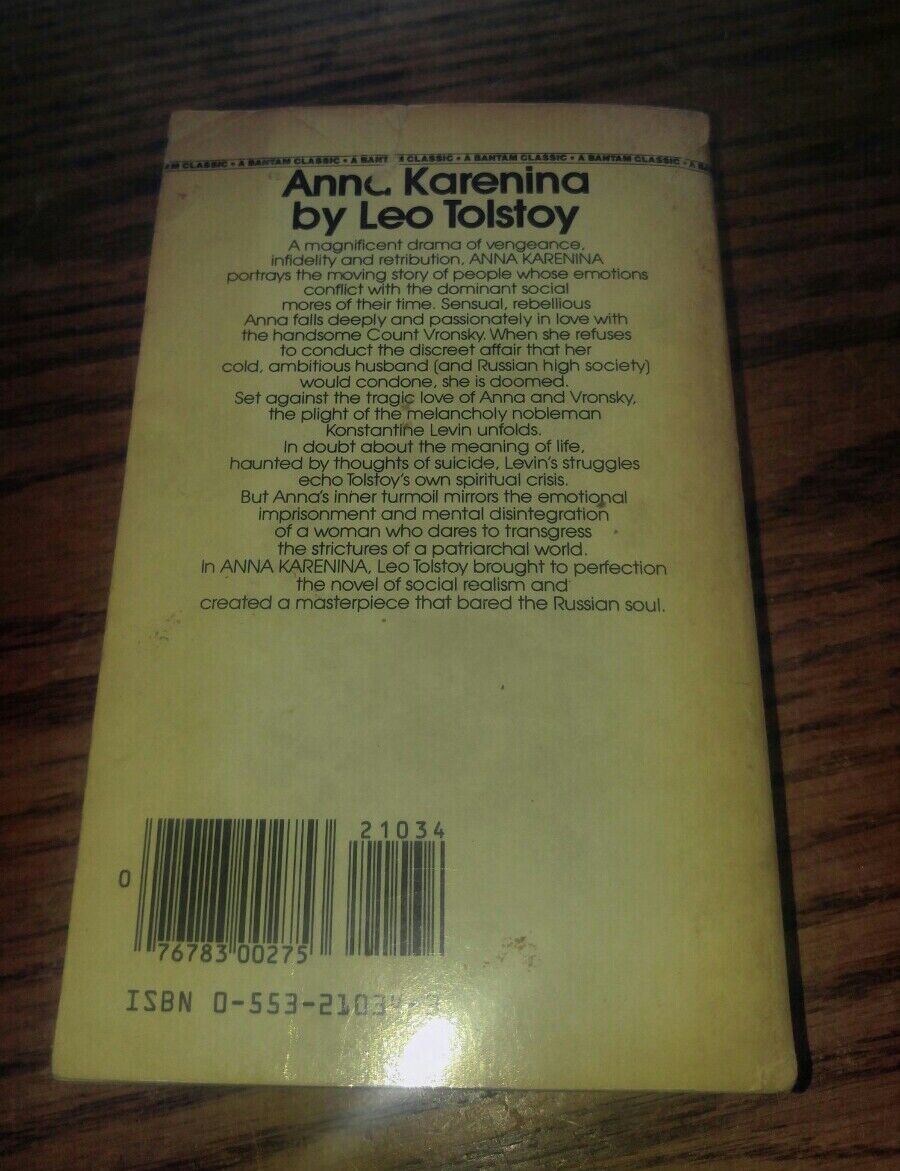 AM CLASSIC • A BANTAM CLASSIC • A BANT M CLASSIC • A BANTAM CLASSIC • A BANTAM CLASSIC • A BA
Anna Karenina
by Leo Tolstoy
A magnificent drama of vengeance,
infidelity and retribution, ANNA KARENINA
portrays the moving story of people whose emotions
conflict with the dominant social
mores of their time. Sensual, rebellious
Anna falls deeply and passionately in love with
the handsome Count Vronsky. When she refuses
to conduct the discreet affair that her
cold, ambitious husband (and Russian high society)
would condone, she is doomed.
Set against the tragic love of Anna and Vronsky,
the plight of the melancholy nobleman
Konstantine Levin unfolds.
In doubt about the meaning of life,
haunted by thoughts of suicide, Levin's struggles
echo Tolstoy's own spiritual crisis.
But Anna's inner turmoil mirrors the emotional
imprisonment and mental disintegration
of a woman who dares to transgress
the strictures of a patriarchal world.
In ANNA KARENINA, Leo Tolstoy brought to perfection
the novel of social realism and
created a masterpiece that bared the Russian soul.
21034
0 76783 00275
ISBN 0-553-21034-3